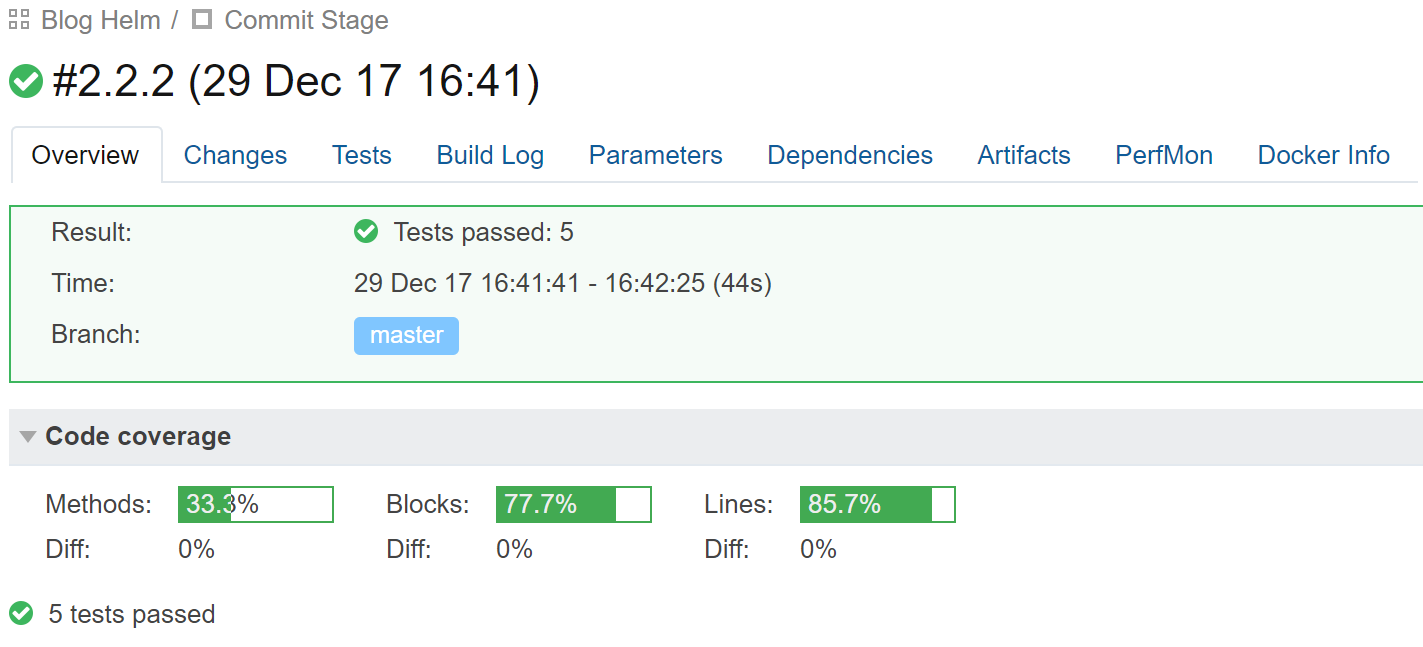 Blog Helm / Commit Stage
#2.2.2 (29 Dec 17 16:41)
Overview Changes Tests Build Log Parameters Dependencies Artifacts PerfMon Docker Info
Result: Tests passed: 5
Time: 29 Dec 17 16:41:41 - 16:42:25 (44s)
Branch: master
Code coverage
Methods: 33.3% Blocks: 77.7% Lines: 85.7%
Diff: 0% Diff: 0% Diff: 0%
5 tests passed